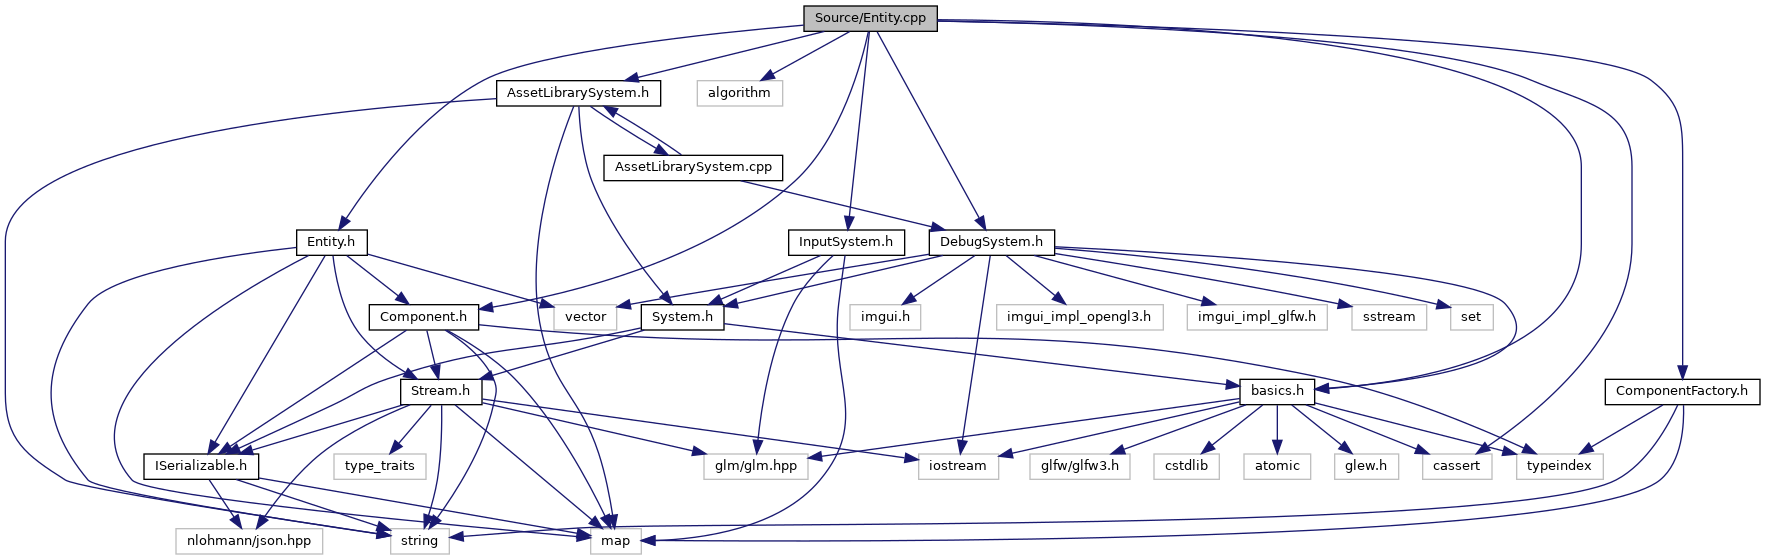 Source/Entity.cpp
AssetLibrarySystem.h
algorithm
AssetLibrarySystem.cpp
Entity.h
InputSystem.h
DebugSystem.h
Component.h
vector
System.h
imgui.h
imgui_impl_opengl3.h
imgui_impl_glfw.h
sstream
set
Stream.h
basics.h
ComponentFactory.h
ISerializable.h
type_traits
glm/glm.hpp
iostream
glfw/glfw3.h
cstdlib
atomic
glew.h
cassert
typeindex
nlohmann/json.hpp
string
map